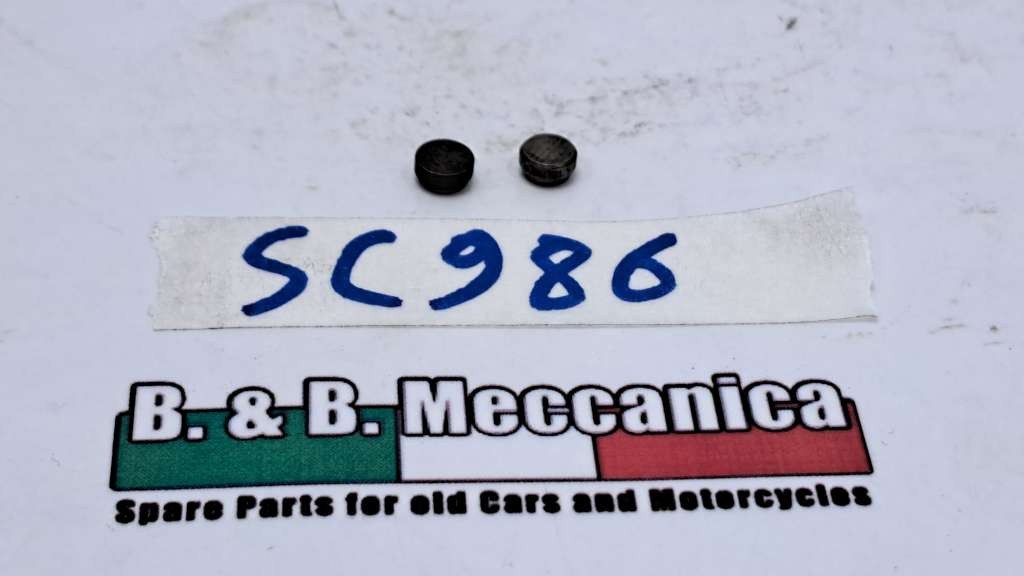 SC986
B. & B. Meccanica
Spare Parts for old Cars and Motorcycles